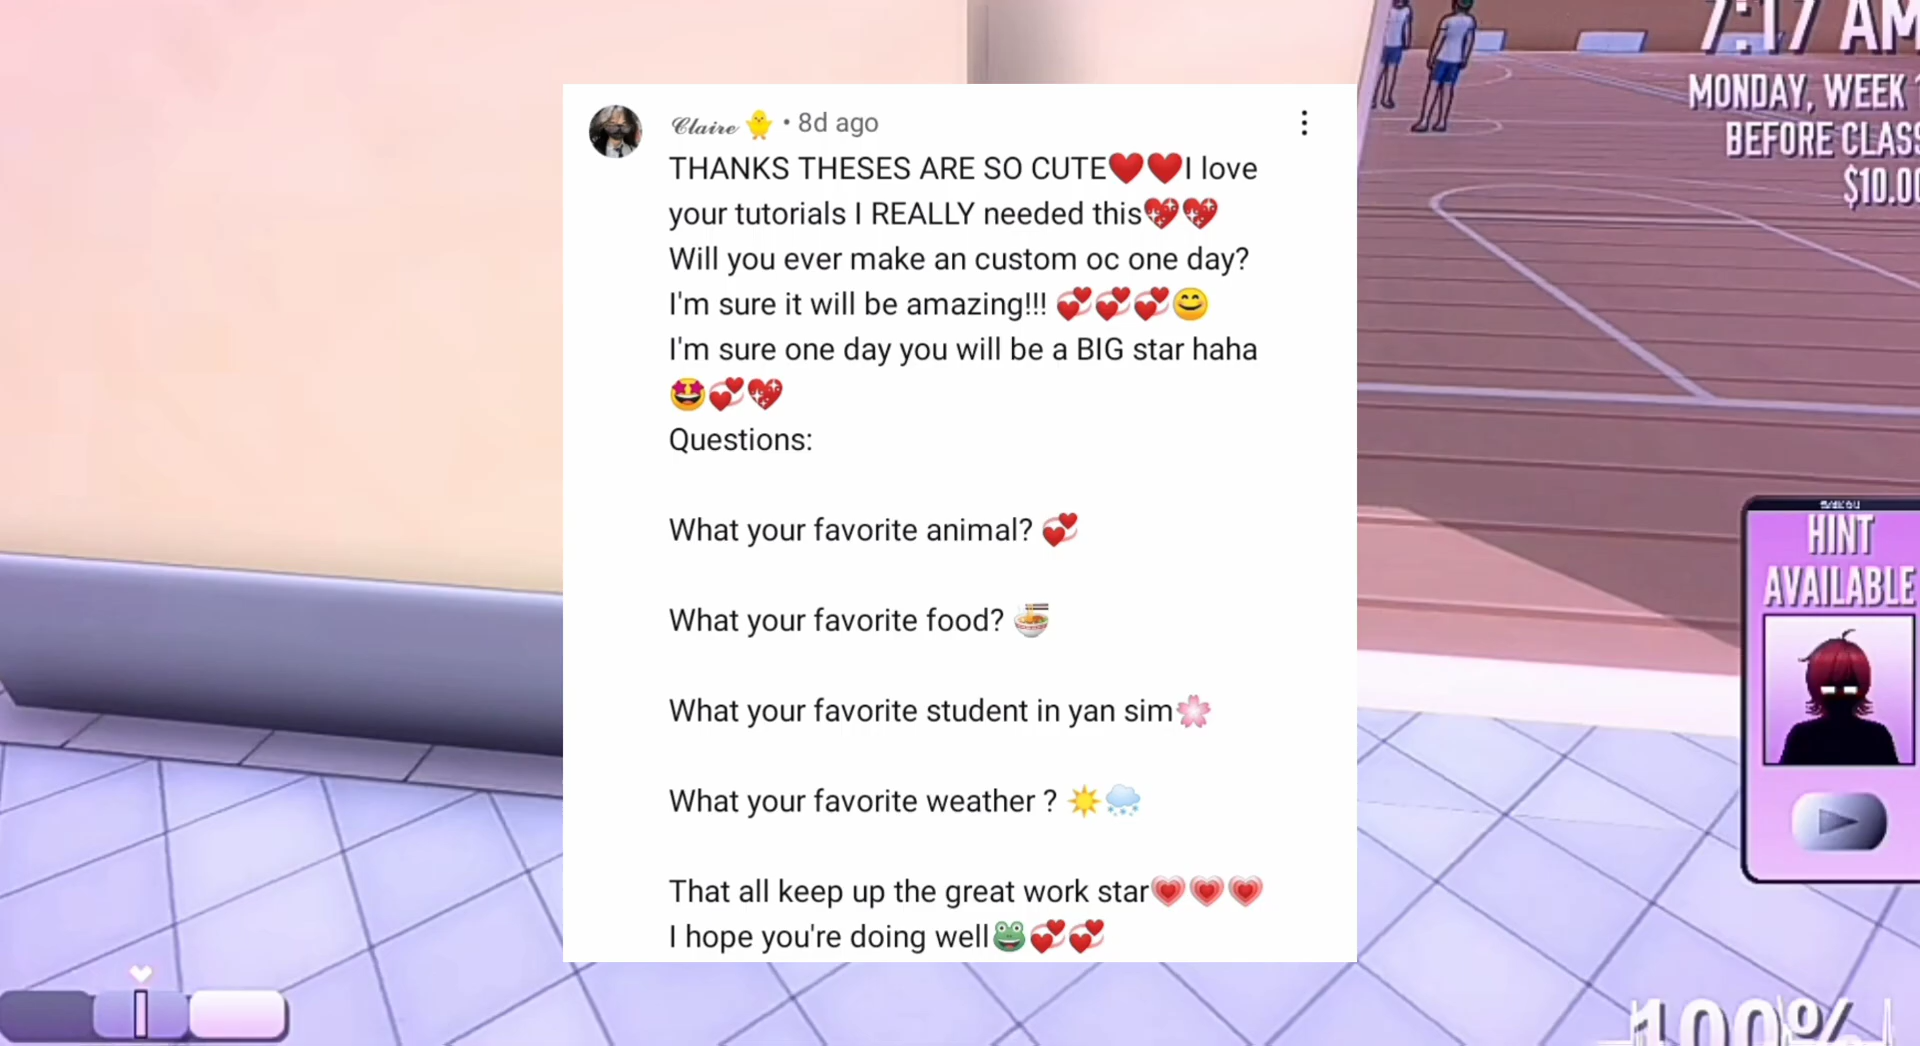 𝒞𝓁𝒶𝒾𝓇𝑒 🐥 • 8d ago
THANKS THESES ARE SO CUTE❤️❤️I love
your tutorials I REALLY needed this💖💖
Will you ever make an custom oc one day?
I'm sure it will be amazing!!! 💞💞💞😊
I'm sure one day you will be a BIG star haha
🤩💞💖
Questions:
What your favorite animal? 💞
What your favorite food? 🍜
What your favorite student in yan sim🌸
What your favorite weather ? ☀️🌨️
That all keep up the great work star💗💗💗
I hope you're doing well🐸💞💞
7:17 AM
MONDAY, WEEK 1
BEFORE CLASS
$10.00
SAIKOU
HINT
AVAILABLE
100%